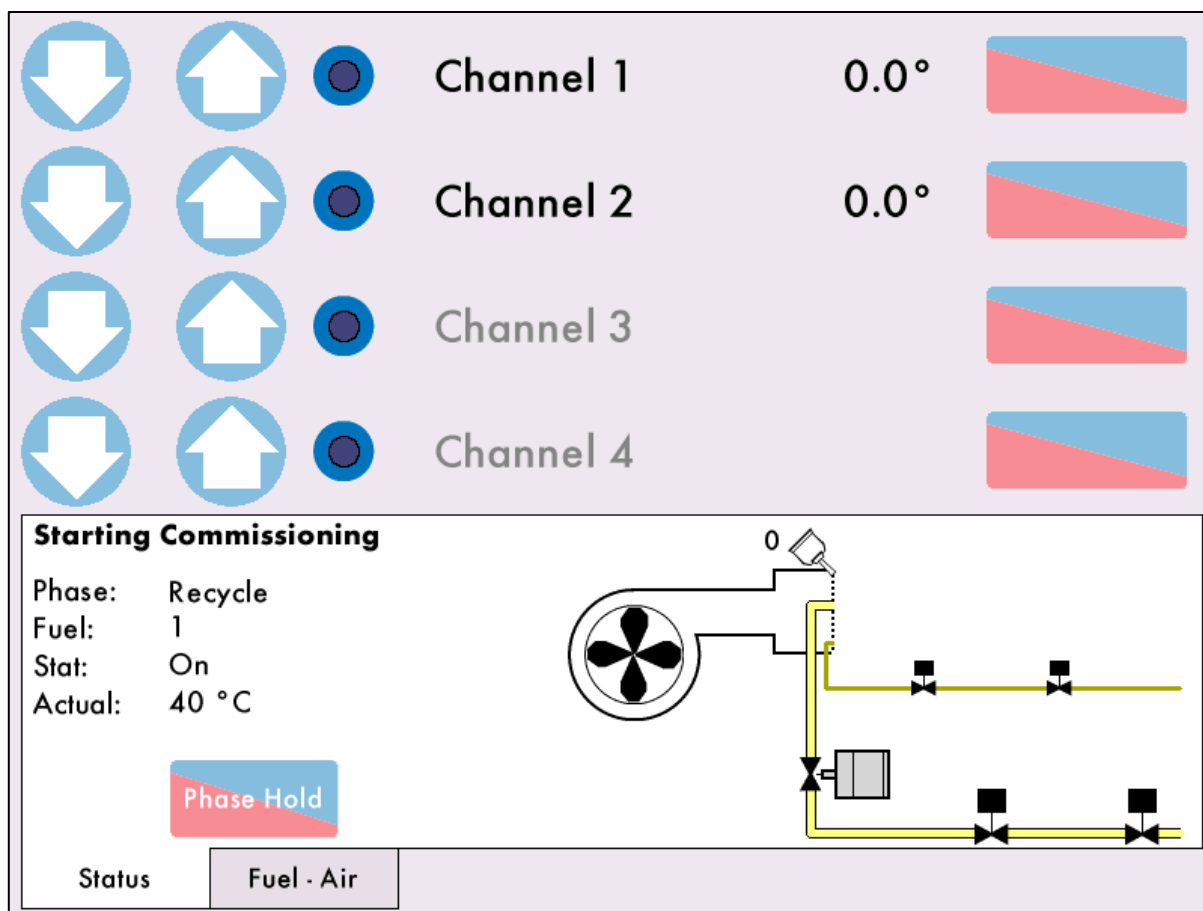 Channel 1 0.0°
Channel 2 0.0°
Channel 3
Channel 4
Starting Commissioning
0
Phase: Recycle
Fuel: 1
Stat: On
Actual: 40 °C
Phase Hold
Status Fuel - Air